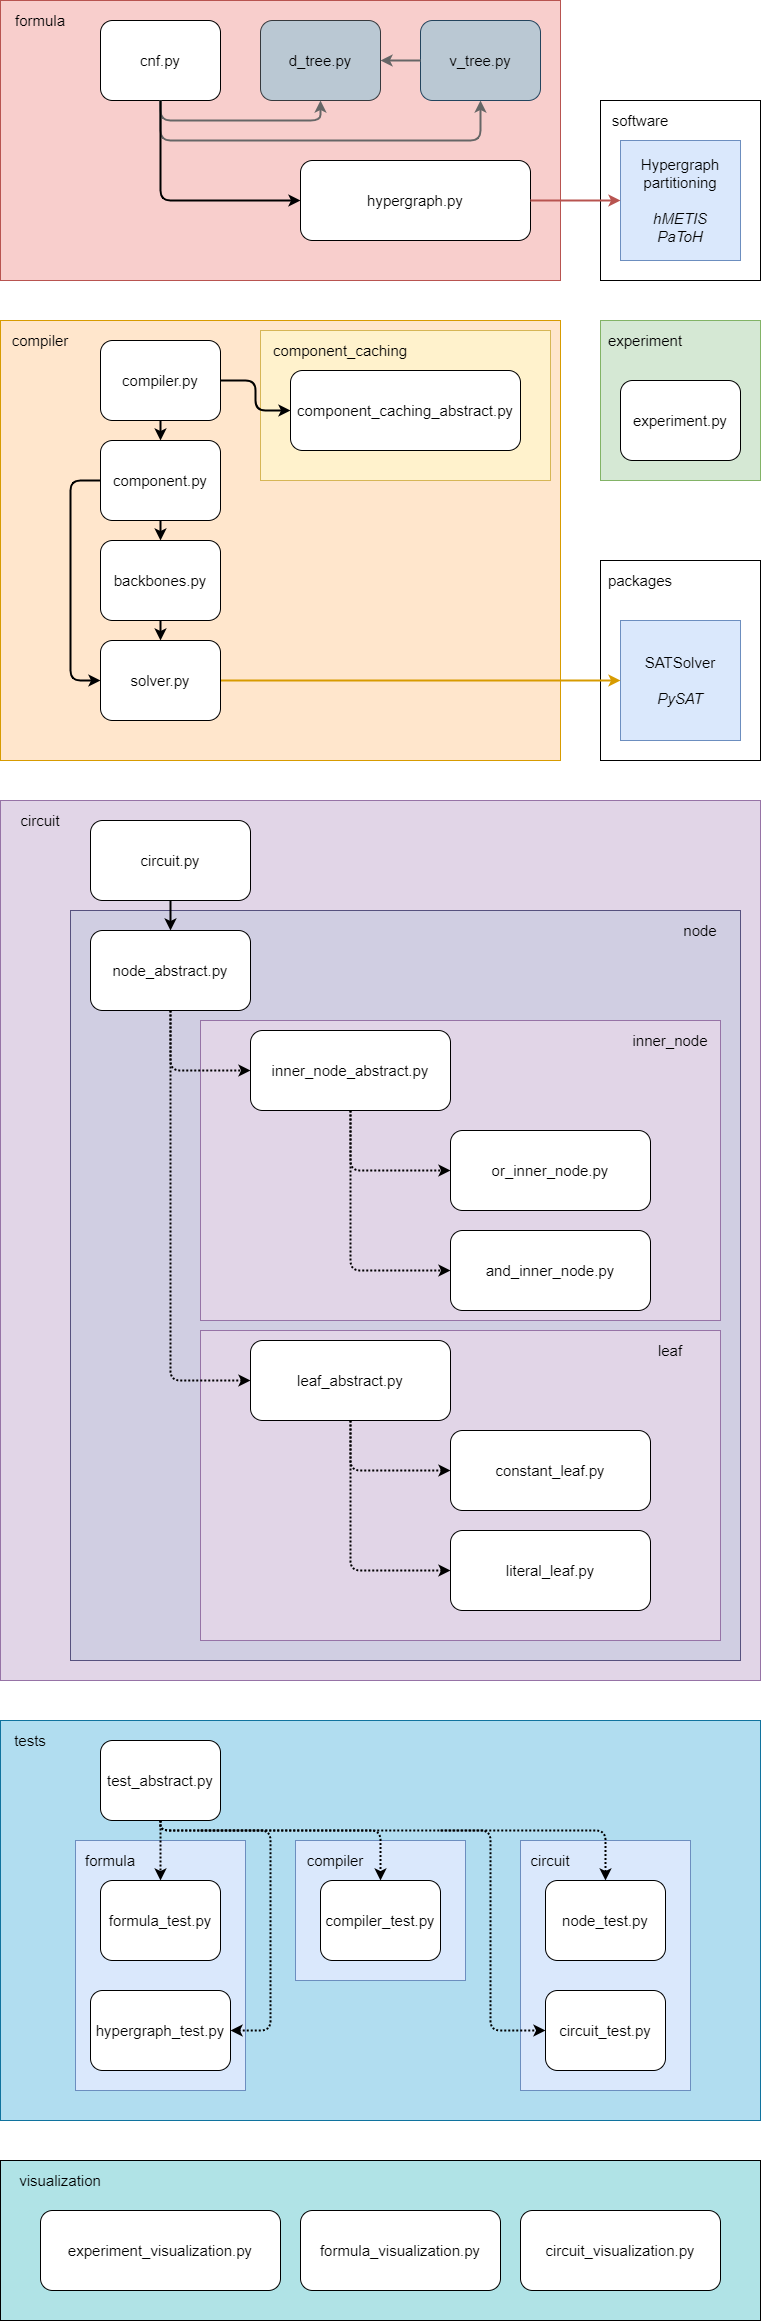 formula
cnf.py
d_tree.py
v_tree.py
hypergraph.py
software
Hypergraph
partitioning
hMETIS
PaToH
compiler
compiler.py
component_caching
component_caching_abstract.py
component.py
backbones.py
solver.py
experiment
experiment.py
packages
SATSolver
PySAT
circuit
circuit.py
node
node_abstract.py
inner_node
inner_node_abstract.py
or_inner_node.py
and_inner_node.py
leaf
leaf_abstract.py
constant_leaf.py
literal_leaf.py
tests
test_abstract.py
formula
formula_test.py
hypergraph_test.py
compiler
compiler_test.py
circuit
node_test.py
circuit_test.py
visualization
experiment_visualization.py
formula_visualization.py
circuit_visualization.py